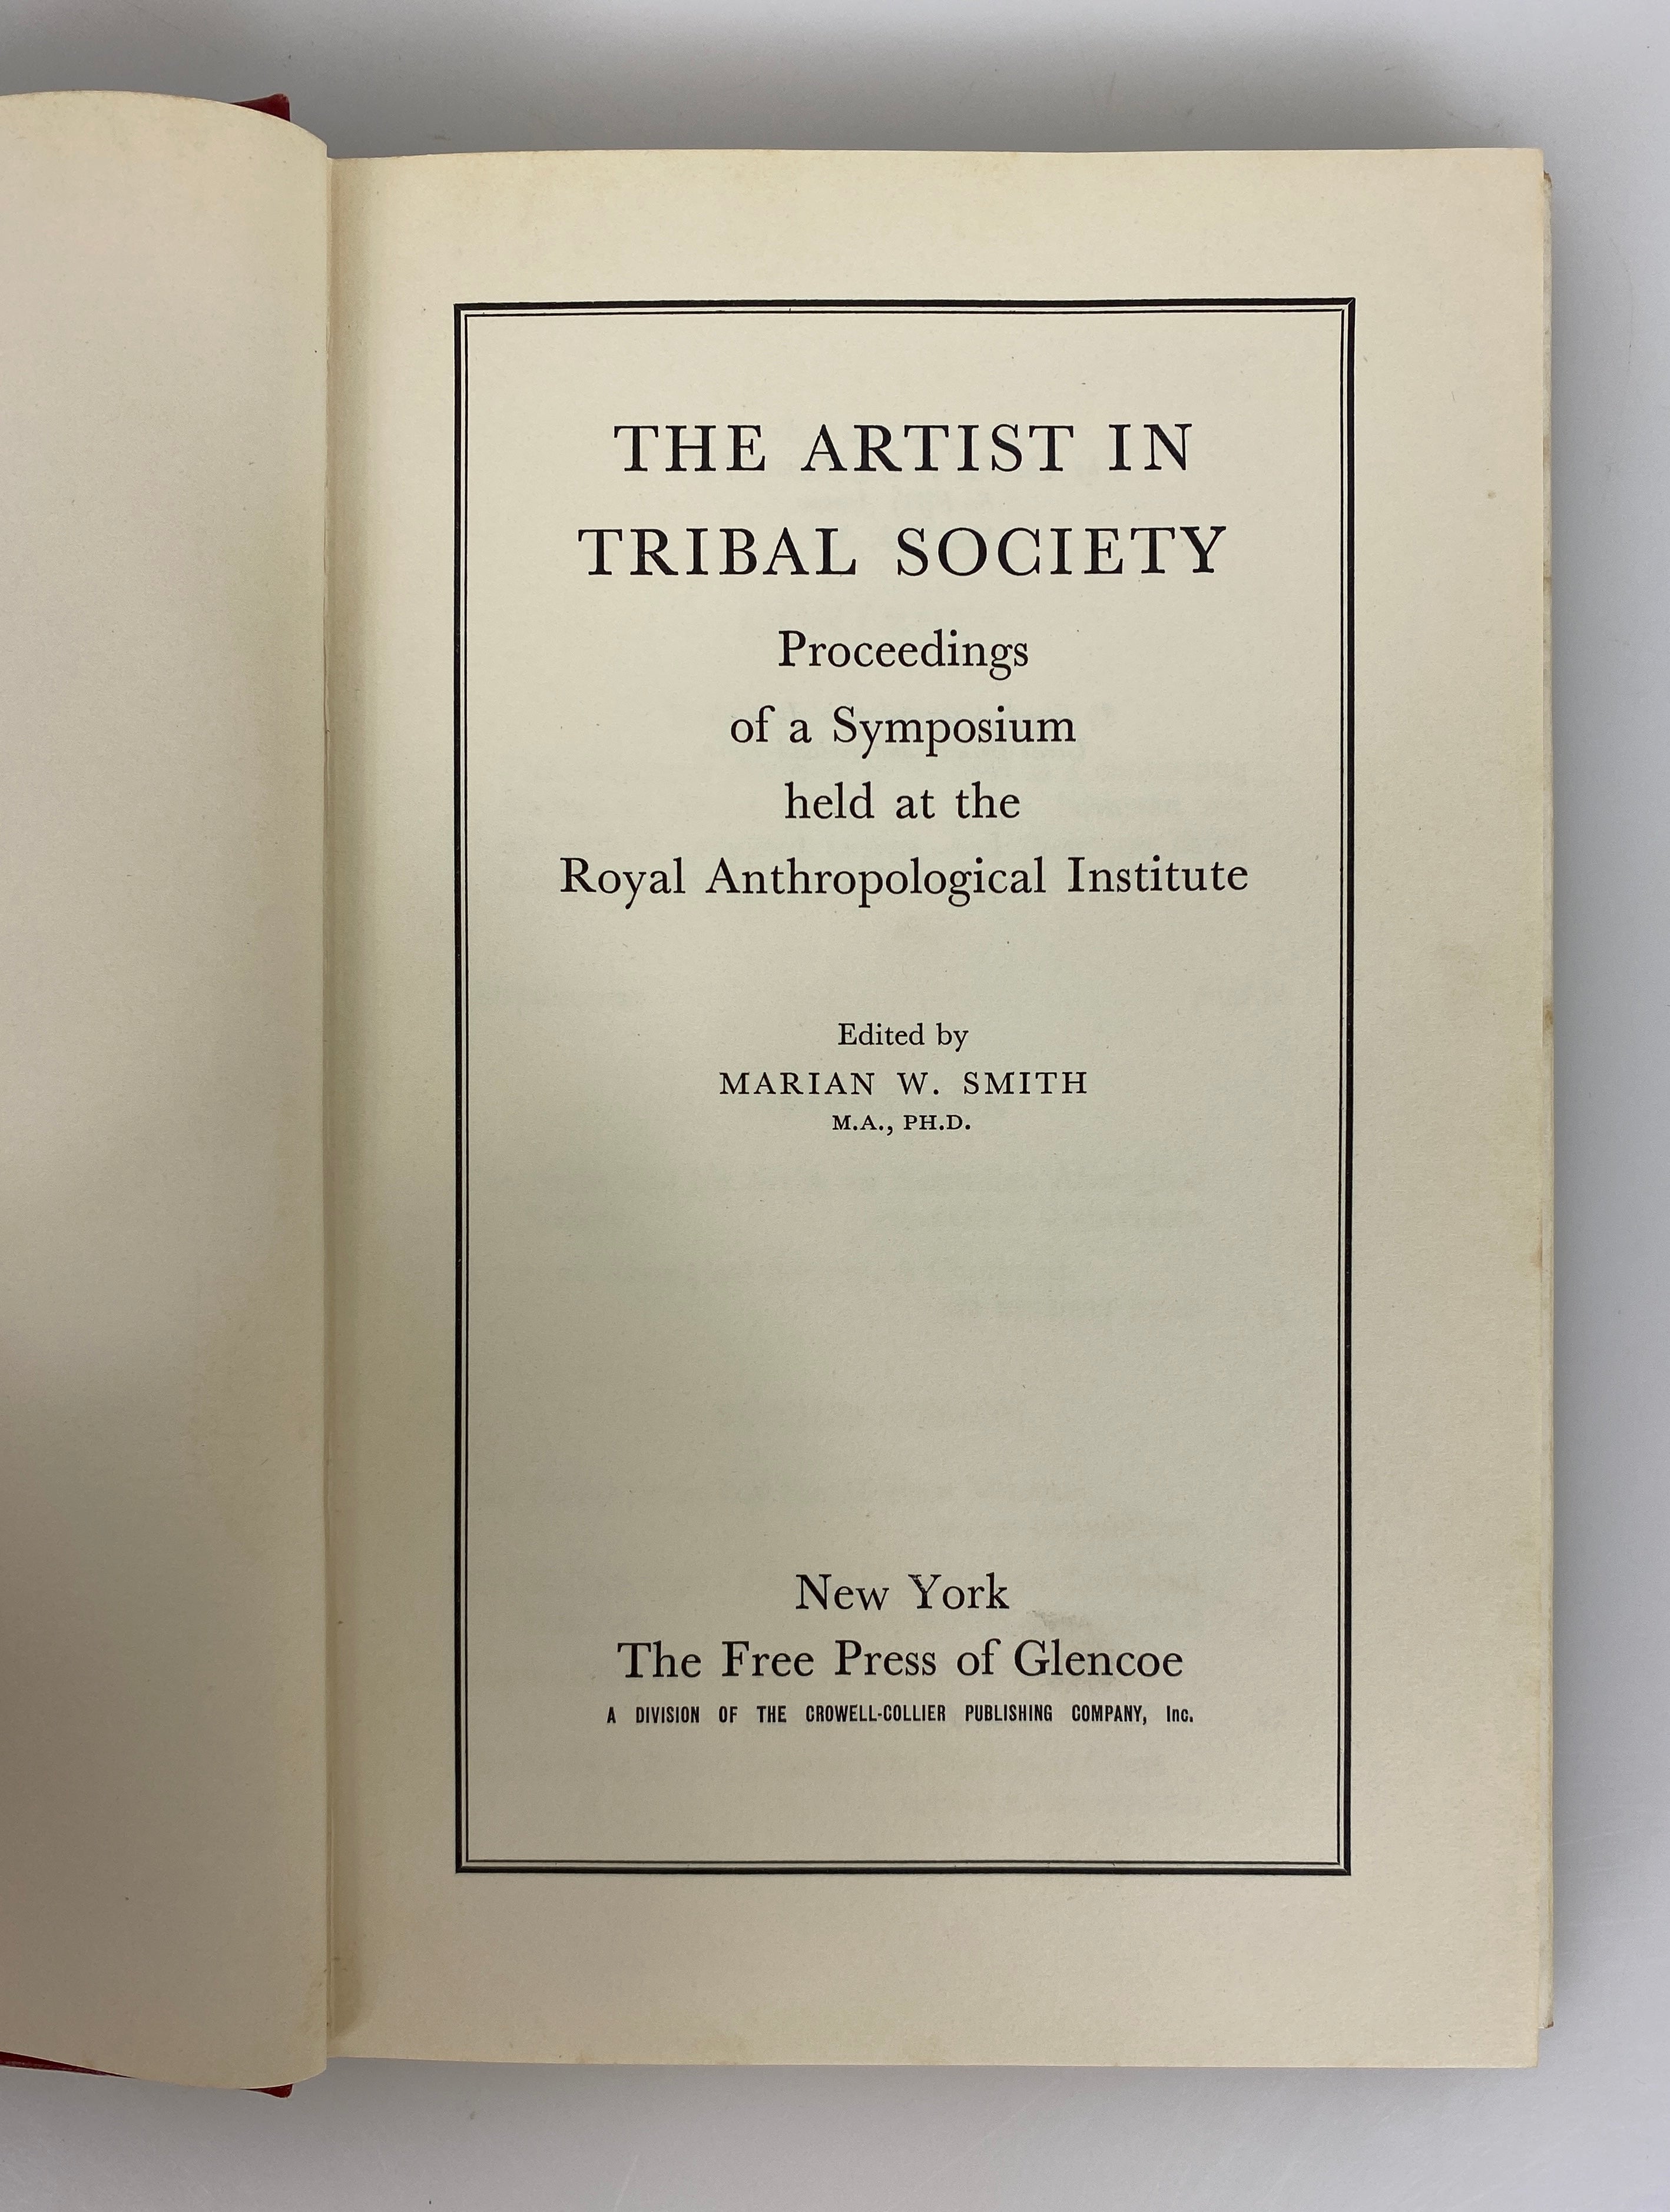 THE ARTIST IN
TRIBAL SOCIETY
Proceedings
of a Symposium
held at the
Royal Anthropological Institute
Edited by
MARIAN W. SMITH
M.A., PH.D.
New York
The Free Press of Glencoe
A DIVISION OF THE CROWELL-COLLIER PUBLISHING COMPANY, Inc.